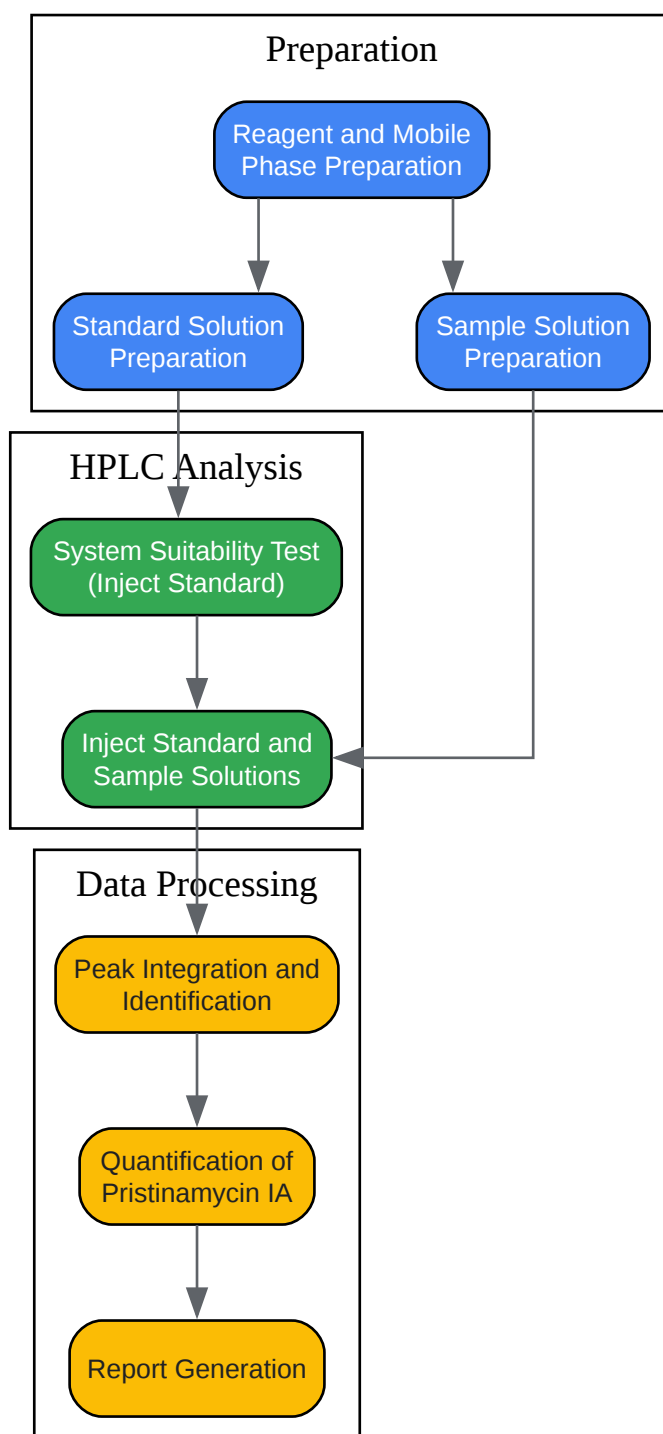 Preparation
Reagent and Mobile
Phase Preparation
Standard Solution
Preparation
Sample Solution
Preparation
HPLC Analysis
System Suitability Test
(Inject Standard)
Inject Standard and
Sample Solutions
Data Processing
Peak Integration and
Identification
Quantification of
Pristinamycin IA
Report Generation